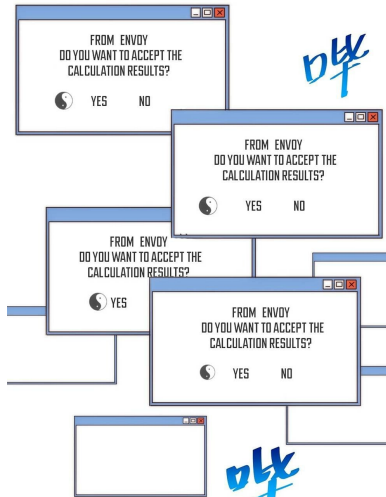 FROM ENVOY
DO YOU WANT TO ACCEPT THE
CALCULATION RESULTS?
YES NO
哔
FROM ENVOY
DO YOU WANT TO ACCEPT THE
CALCULATION RESULTS?
YES NO
FROM ENVOY
DO YOU WANT TO ACCEPT THE
CALCULATION RESULTS?
YES
FROM ENVOY
DO YOU WANT TO ACCEPT THE
CALCULATION RESULTS?
YES NO
哔